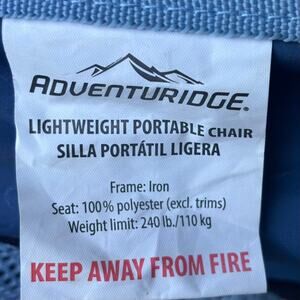 ADVENTURIDGE®
LIGHTWEIGHT PORTABLE CHAIR
SILLA PORTÁTIL LIGERA
Frame: Iron
Seat: 100% polyester (excl. trims)
Weight limit: 240 lb./110 kg
KEEP AWAY FROM FIRE